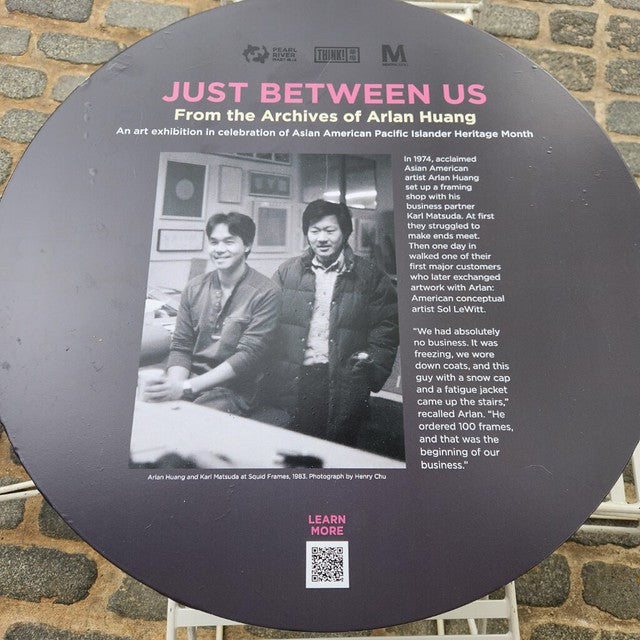 PEARL
RIVER
MART
THINK!
M
JUST BETWEEN US
From the Archives of Arlan Huang
An art exhibition in celebration of Asian American Pacific Islander Heritage Month
In 1974, acclaimed
Asian American
artist Arlan Huang
set up a framing
shop with his
business partner
Karl Matsuda. At first
they struggled to
make ends meet.
Then one day in
walked one of their
first major customers
who later exchanged
artwork with Arlan:
American conceptual
artist Sol LeWitt.
“We had absolutely
no business. It was
freezing, we wore
down coats, and this
guy with a snow cap
and a fatigue jacket
came up the stairs,”
recalled Arlan. “He
ordered 100 frames,
and that was the
beginning of our
business.”
Arlan Huang and Karl Matsuda at Squid Frames, 1983. Photograph by Henry Chu
LEARN
MORE